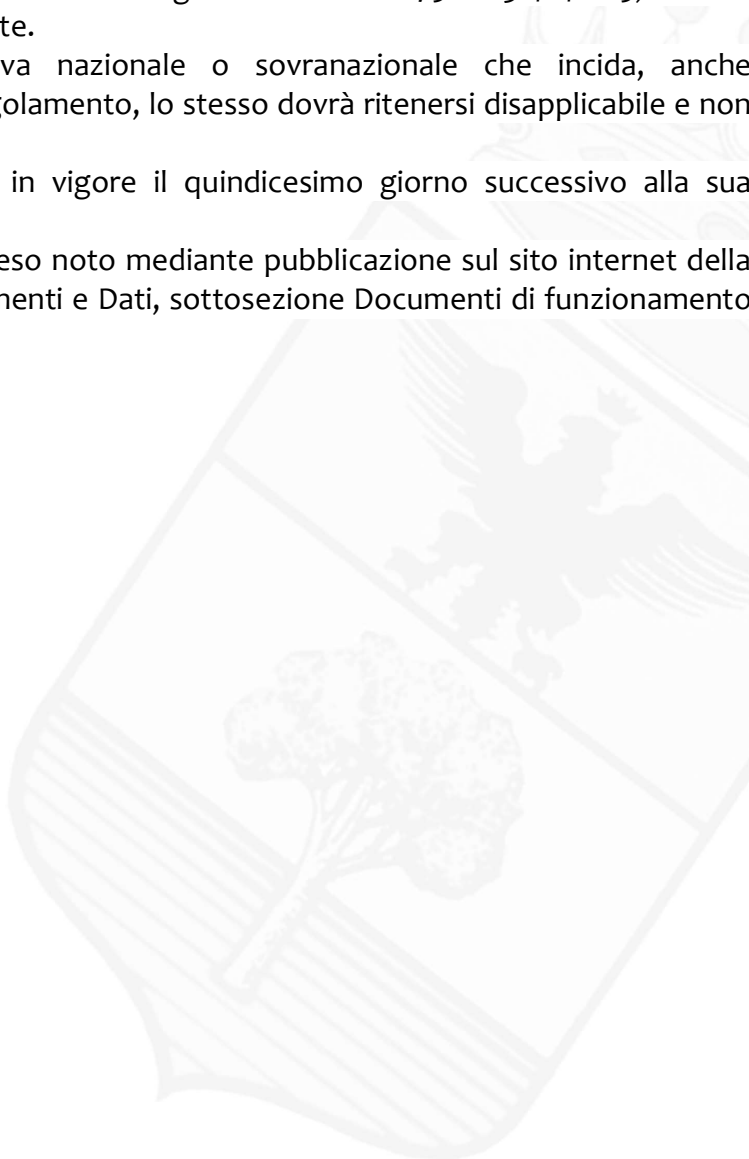 te.
va nazionale o sovranazionale che incida, anche
golamento, lo stesso dovrà ritenersi disapplicabile e non
in vigore il quindicesimo giorno successivo alla sua
eso noto mediante pubblicazione sul sito internet della
nenti e Dati, sottosezione Documenti di funzionamento